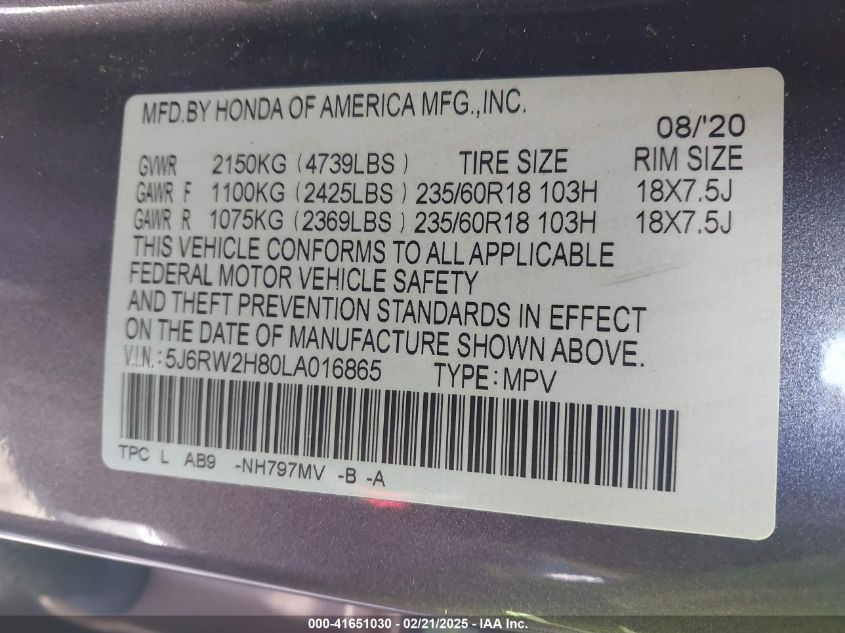 MFD.BY HONDA OF AMERICA MFG.,INC.
08/'20
GVWR 2150KG (4739LBS) TIRE SIZE RIM SIZE
GAWR F 1100KG (2425LBS) 235/60R18 103H 18X7.5J
GAWR R 1075KG (2369LBS) 235/60R18 103H 18X7.5J
THIS VEHICLE CONFORMS TO ALL APPLICABLE
FEDERAL MOTOR VEHICLE SAFETY
AND THEFT PREVENTION STANDARDS IN EFFECT
ON THE DATE OF MANUFACTURE SHOWN ABOVE.
V.I.N.: 5J6RW2H80LA016865 TYPE: MPV
TPC L AB9 -NH797MV -B -A
000-41651030 - 02/21/2025 - IAA Inc.